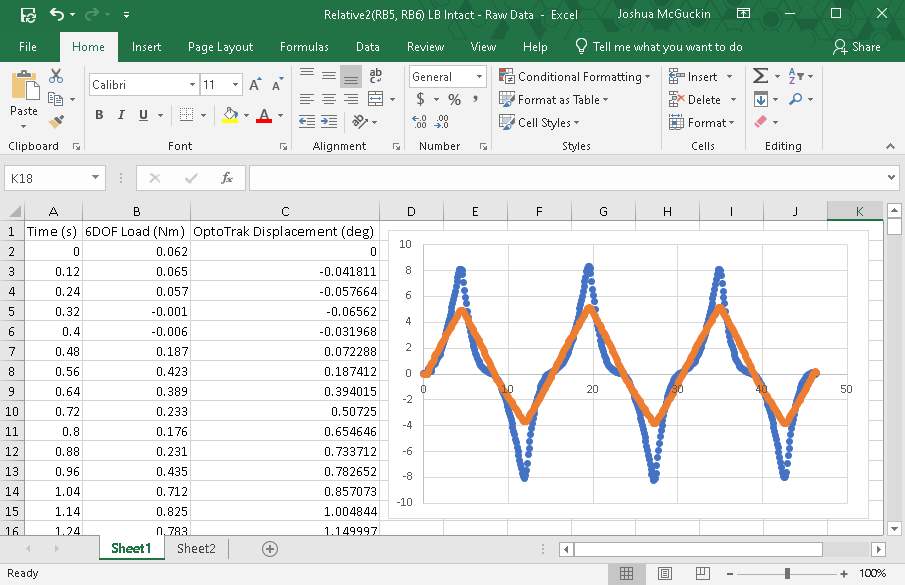 Relative2(RB5, RB6) LB Intact - Raw Data - Excel Joshua McGuckin
File Home Insert Page Layout Formulas Data Review View Help Tell me what you want to do Share
Paste
Calibri 11 A A
B I U A
ab c
General
$ % ,
.0 .00 .00 .0
Conditional Formatting
Format as Table
Cell Styles
Insert
Delete
Format
Σ A Z
Clipboard Font Alignment Number Styles Cells Editing
K18 fx
A B C D E F G H I J K
1 Time (s) 6DOF Load (Nm) OptoTrak Displacement (deg)
2 0 0.062 0
3 0.12 0.065 -0.041811
4 0.24 0.057 -0.057664
5 0.32 -0.001 -0.06562
6 0.4 -0.006 -0.031968
7 0.48 0.187 0.072288
8 0.56 0.423 0.187412
9 0.64 0.389 0.394015
10 0.72 0.233 0.50725
11 0.8 0.176 0.654646
12 0.88 0.231 0.733712
13 0.96 0.435 0.782652
14 1.04 0.712 0.857073
15 1.14 0.825 1.004844
16 1.24 0.783 1.149997
10
8
6
4
2
0
-2
-4
-6
-8
-10
0 10 20 30 40 50
Sheet1 Sheet2
Ready 100%